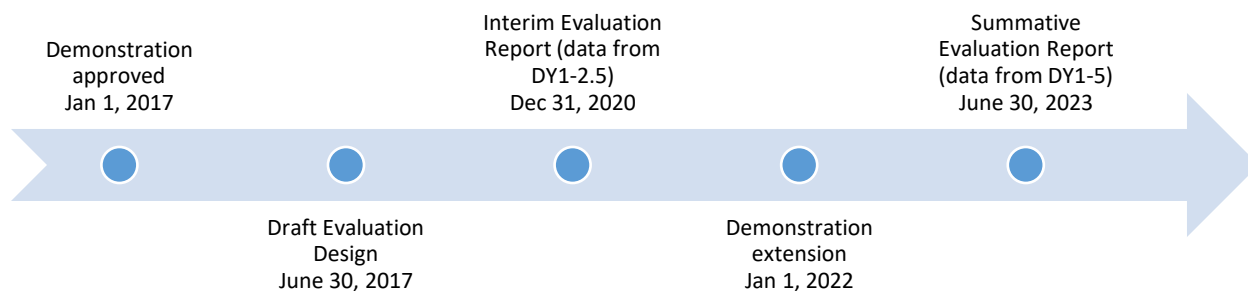 Demonstration
approved
Jan 1, 2017
Draft Evaluation
Design
June 30, 2017
Interim Evaluation
Report (data from
DY1-2.5)
Dec 31, 2020
Demonstration
extension
Jan 1, 2022
Summative
Evaluation Report
(data from DY1-5)
June 30, 2023